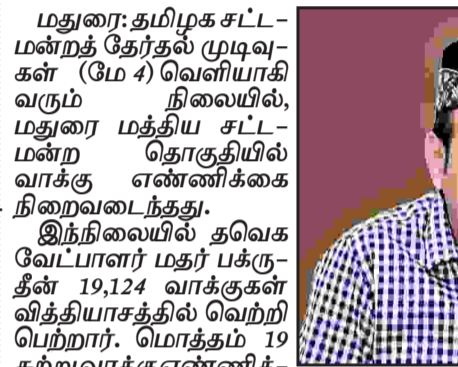 மதுரை: தமிழக சட்ட-
மன்றத் தேர்தல் முடிவு-
கள் (மே 4) வெளியாகி
வரும் நிலையில்,
மதுரை மத்திய சட்ட-
மன்ற தொகுதியில்
வாக்கு எண்ணிக்கை
நிறைவடைந்தது.
இந்நிலையில் தவெக
வேட்பாளர் மதர் பக்ரு-
தீன் 19,124 வாக்குகள்
வித்தியாசத்தில் வெற்றி
பெற்றார். மொத்தம் 19
சுற்று வாக்கு எண்ணிக்-